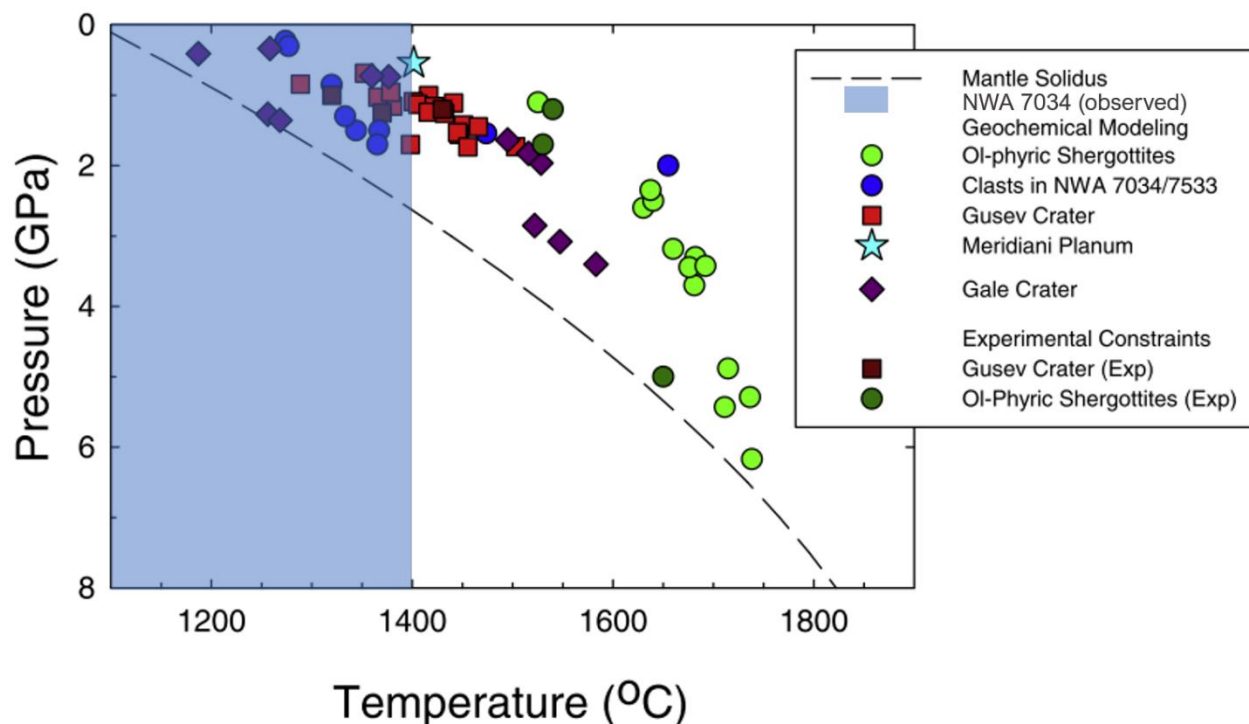 0
2
4
6
8
Pressure (GPa)
1200
1400
1600
1800
Temperature (ºC)
Mantle Solidus
NWA 7034 (observed)
Geochemical Modeling
Ol-phyric Shergottites
Clasts in NWA 7034/7533
Gusev Crater
Meridiani Planum
Gale Crater
Experimental Constraints
Gusev Crater (Exp)
Ol-Phyric Shergottites (Exp)